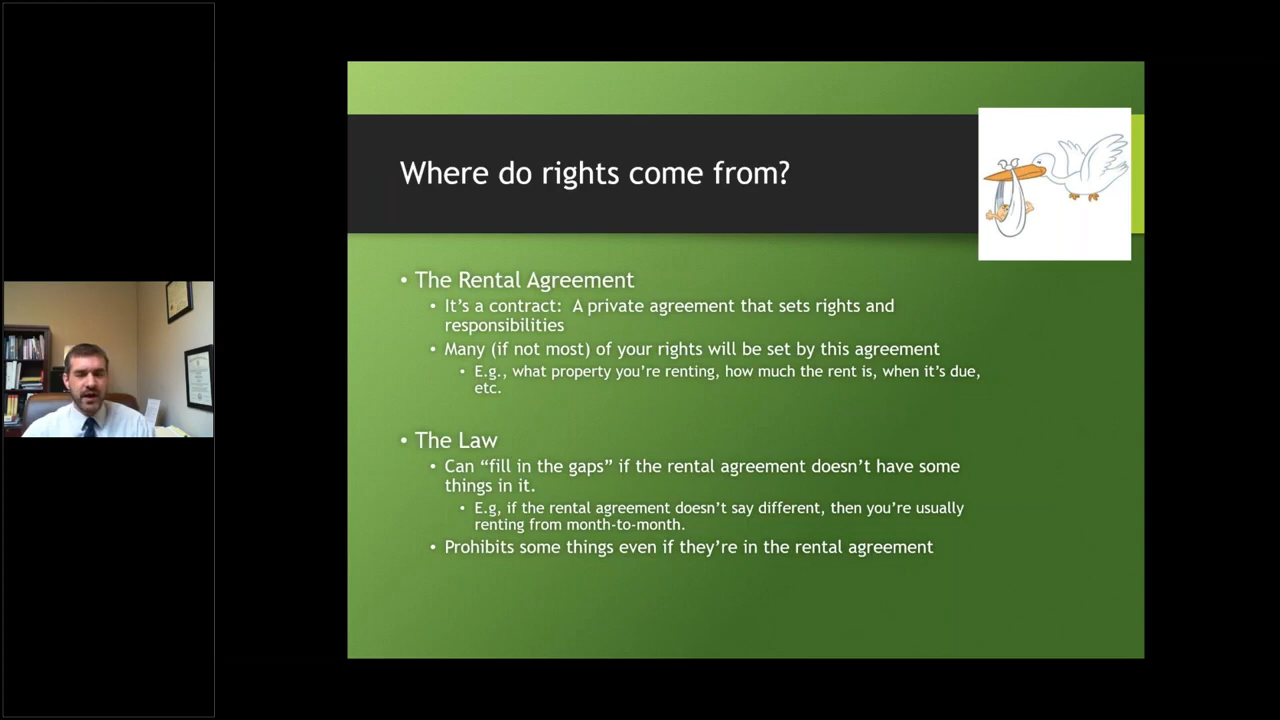 Where do rights come from?
• The Rental Agreement
• It's a contract:  A private agreement that sets rights and
responsibilities
• Many (if not most) of your rights will be set by this agreement
• E.g., what property you're renting, how much the rent is, when it's due,
etc.
• The Law
• Can “fill in the gaps” if the rental agreement doesn't have some
things in it.
• E.g, if the rental agreement doesn't say different, then you're usually
renting from month-to-month.
• Prohibits some things even if they're in the rental agreement